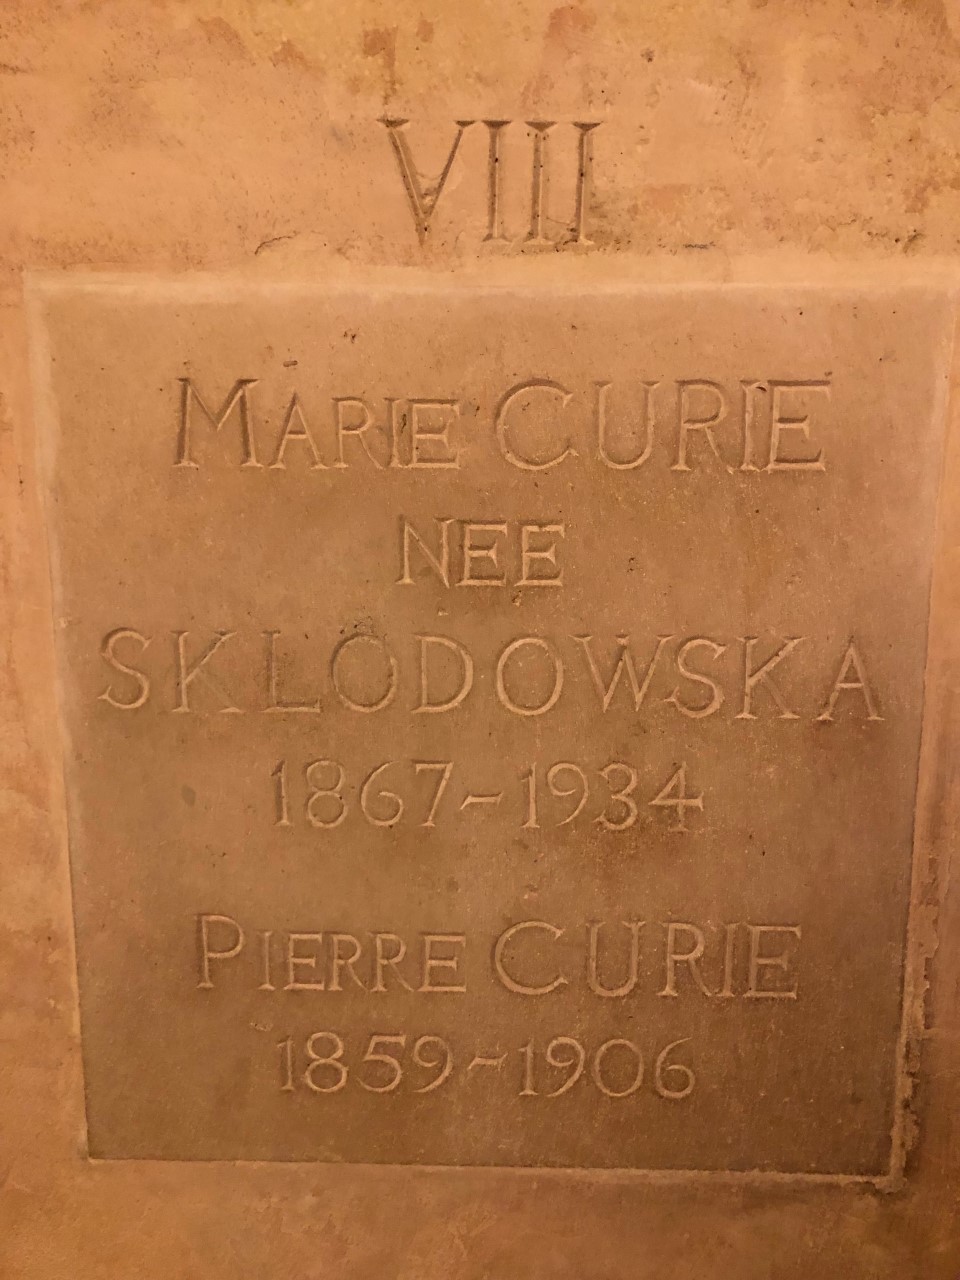 VIII
MARIE CURIE
NEE
SKLODOWSKA
1867-1934
PIERRE CURIE
1859-1906